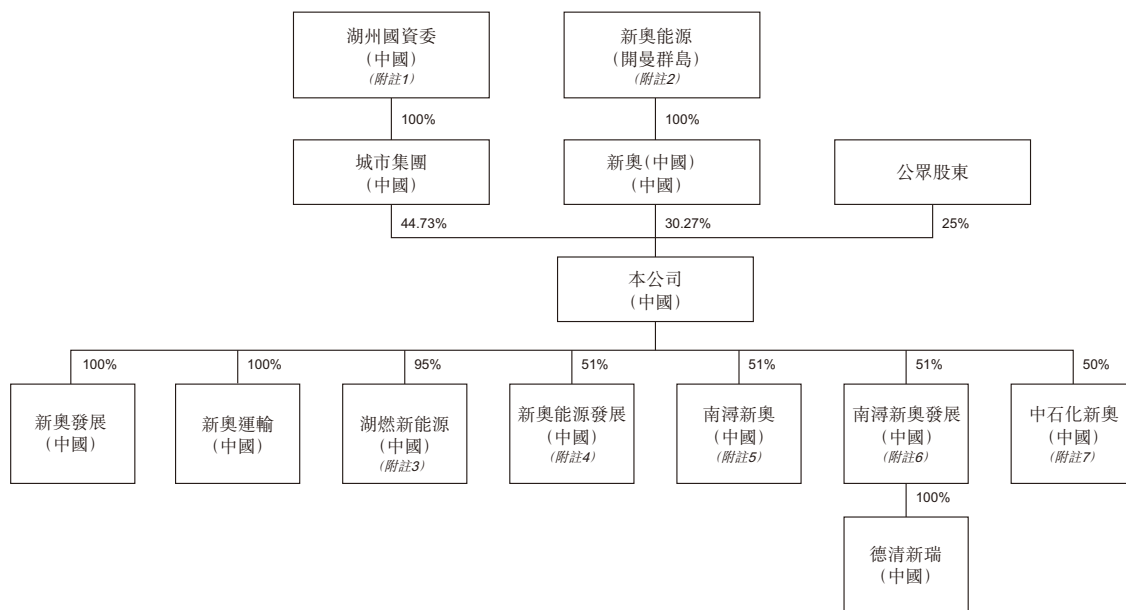 湖州國資委
(中國)
(附註1)
新奧能源
(開曼群島)
(附註2)
100%
100%
城市集團
(中國)
新奧(中國)
(中國)
公眾股東
44.73%
30.27%
25%
本公司
(中國)
100%
100%
95%
51%
51%
51%
50%
新奧發展
(中國)
新奧運輸
(中國)
湖燃新能源
(中國)
(附註3)
新奧能源發展
(中國)
(附註4)
南潯新奧
(中國)
(附註5)
南潯新奧發展
(中國)
(附註6)
中石化新奧
(中國)
(附註7)
100%
德清新瑞
(中國)